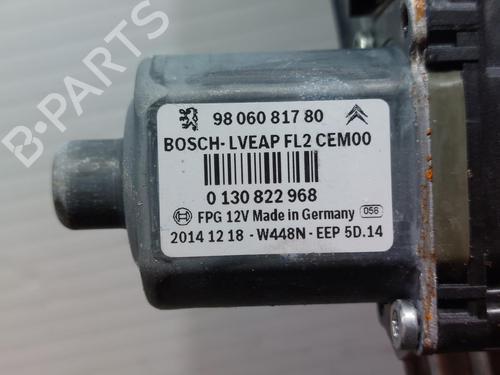 98 060 817 80
BOSCH-LVEAP FL2 CEM00
0 130 822 968
FPG 12V Made in Germany 056
2014 12 18 - W448N - EEP 5D.14
B-PARTS